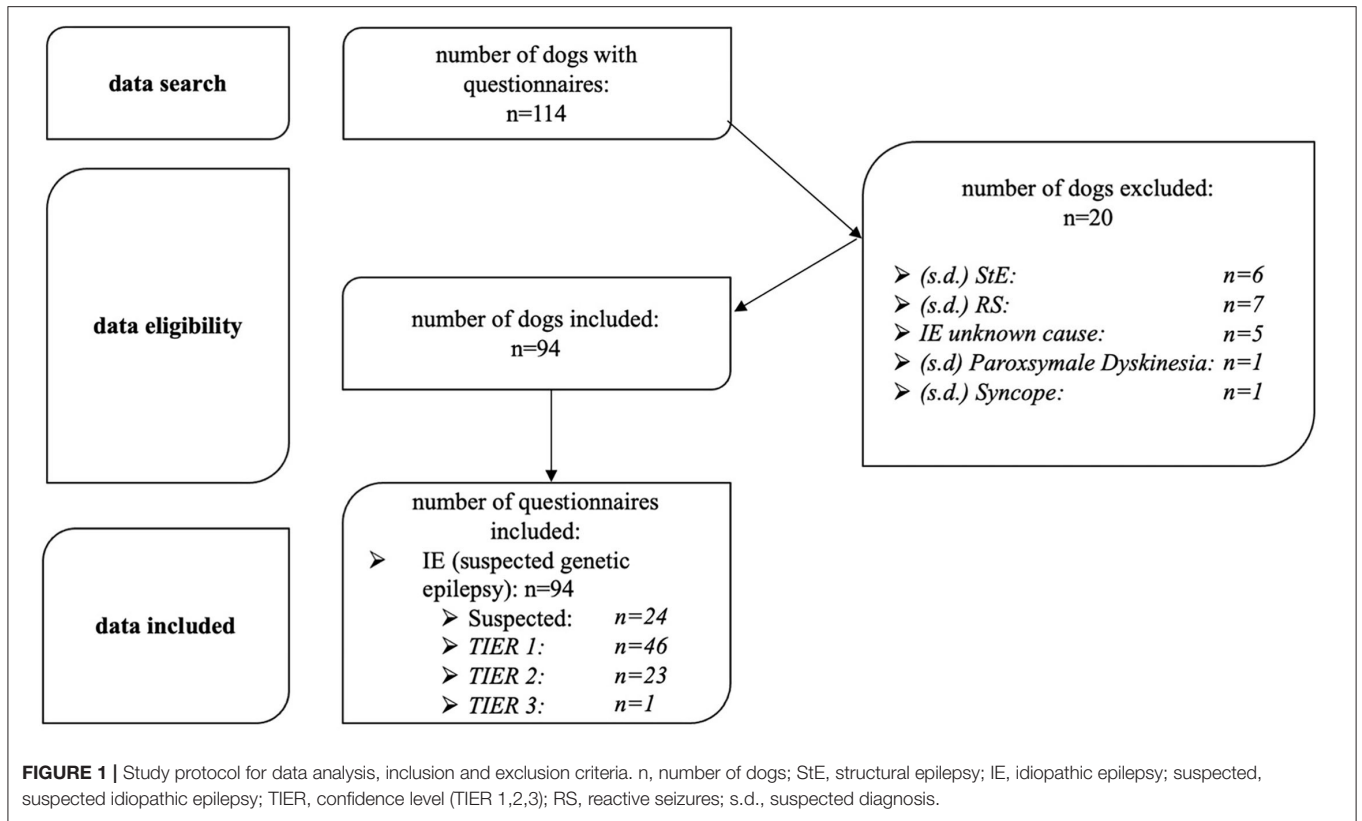 data search
number of dogs with
questionnaires:
n=114
number of dogs excluded:
n=20
➤ (s.d.) StE: n=6
➤ (s.d.) RS: n=7
➤ IE unknown cause: n=5
➤ (s.d) Paroxsymale Dyskinesia: n=1
➤ (s.d.) Syncope: n=1
data eligibility
number of dogs included:
n=94
data included
number of questionnaires
included:
➤ IE (suspected genetic
epilepsy): n=94
➤ Suspected: n=24
➤ TIER 1: n=46
➤ TIER 2: n=23
➤ TIER 3: n=1
FIGURE 1 | Study protocol for data analysis, inclusion and exclusion criteria. n, number of dogs; StE, structural epilepsy; IE, idiopathic epilepsy; suspected,
suspected idiopathic epilepsy; TIER, confidence level (TIER 1,2,3); RS, reactive seizures; s.d., suspected diagnosis.